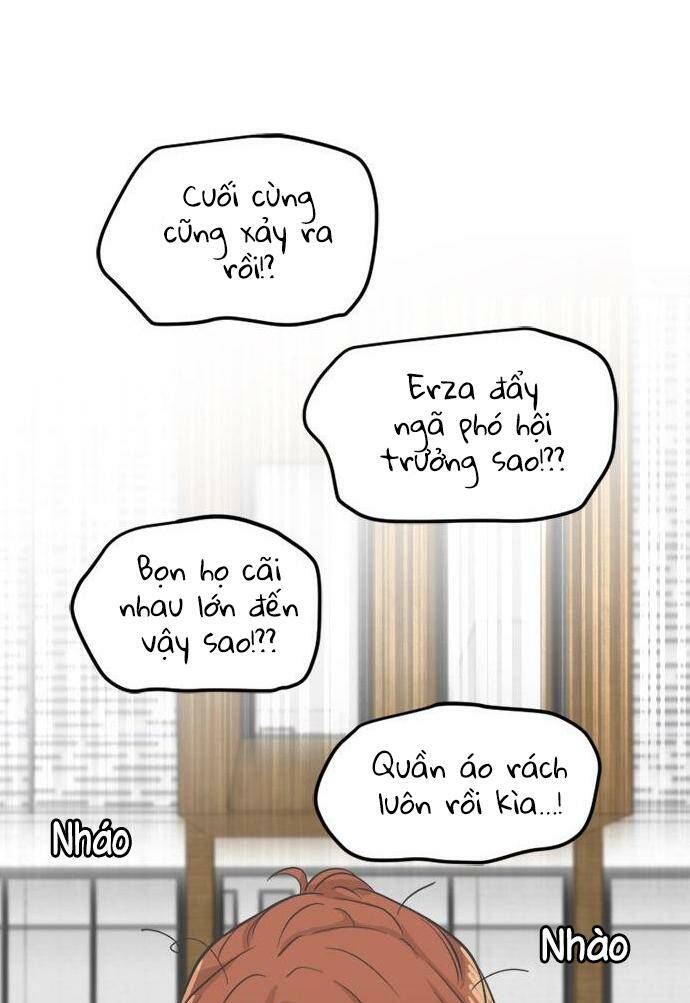 Cuối cùng
cũng xảy ra
rồi!?
Erza đẩy
ngã phó hội
trưởng sao!??
Bọn họ cãi
nhau lớn đến
vậy sao!??
Quần áo rách
luôn rồi kìa...!
Nháo
Nhào